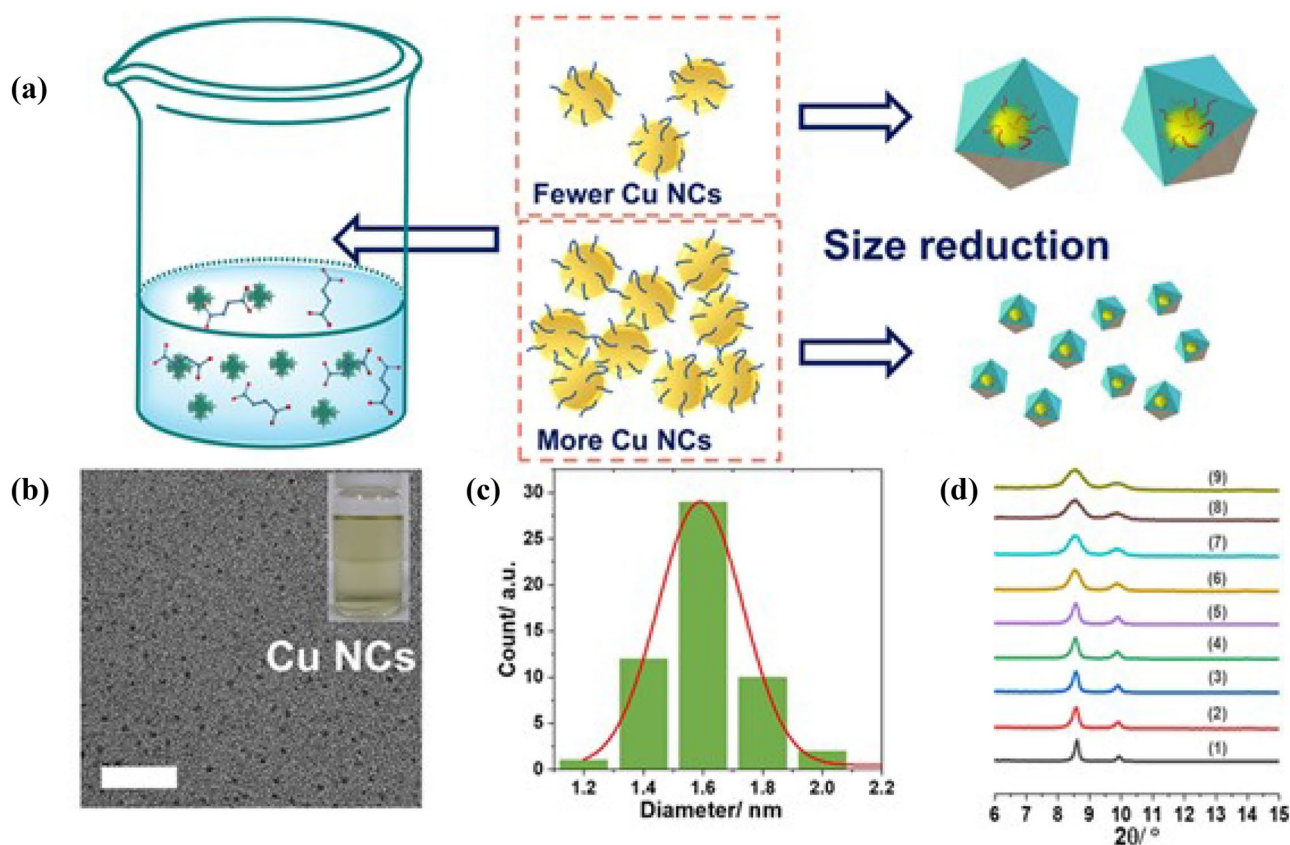 (a)
Fewer Cu NCs
More Cu NCs
Size reduction
(b)
Cu NCs
(c)
Count/ a.u.
30
25
20
15
10
5
0
1.2 1.4 1.6 1.8 2.0 2.2
Diameter/ nm
(d)
(9)
(8)
(7)
(6)
(5)
(4)
(3)
(2)
(1)
6 7 8 9 10 11 12 13 14 15
2θ/ °